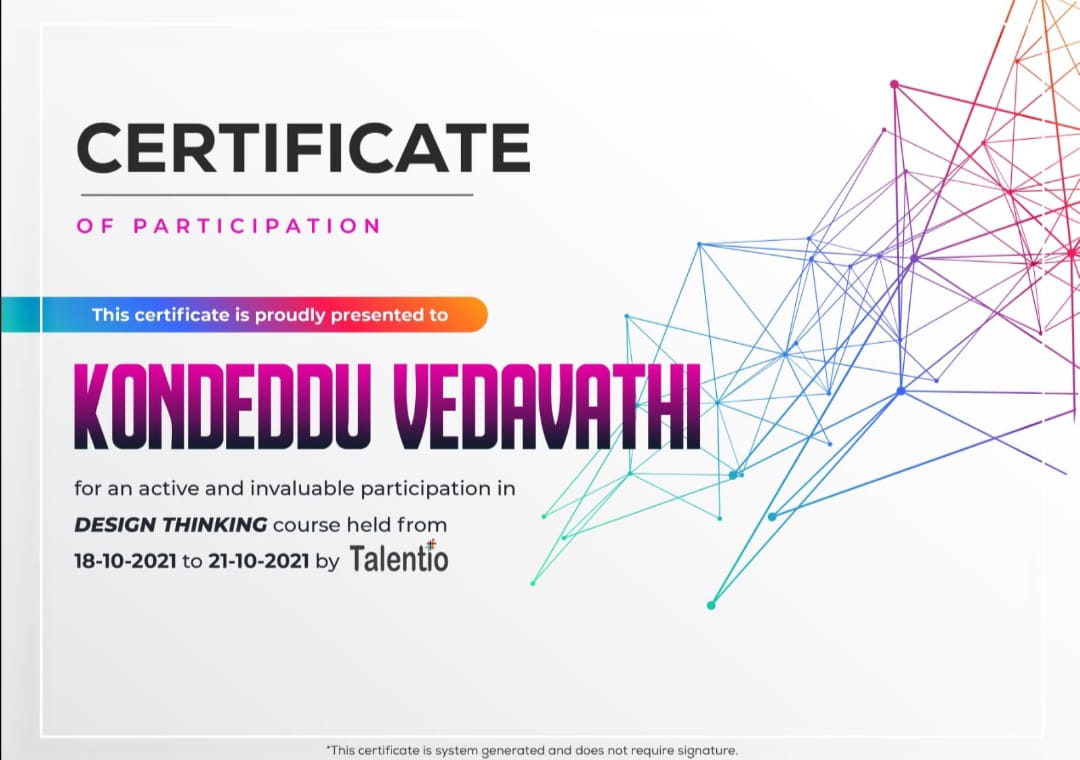 CERTIFICATE
OF PARTICIPATION
This certificate is proudly presented to
KONDEDDU VEDAVATHI
for an active and invaluable participation in
DESIGN THINKING course held from
18-10-2021 to 21-10-2021 by Talentio
*This certificate is system generated and does not require signature.